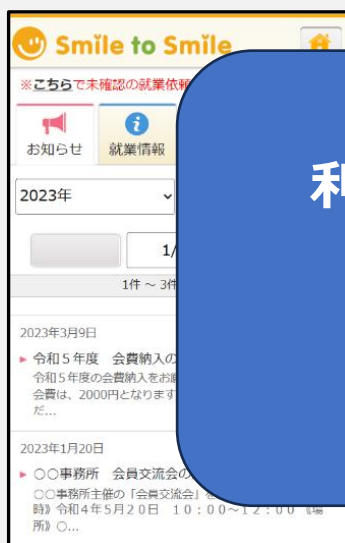 Smile to Smile
※こちらで未確認の就業依頼
お知らせ
就業情報
2023年
1/
1件 ~ 3件
2023年3月9日
令和5年度 会費納入の
令和5年度の会費納入をお願
会費は、2000円となります
だ...
2023年1月20日
○○事務所 会員交流会の
○○事務所主催の「会員交流会」を
時》令和4年5月20日 10:00~12:00 《場
所》○...